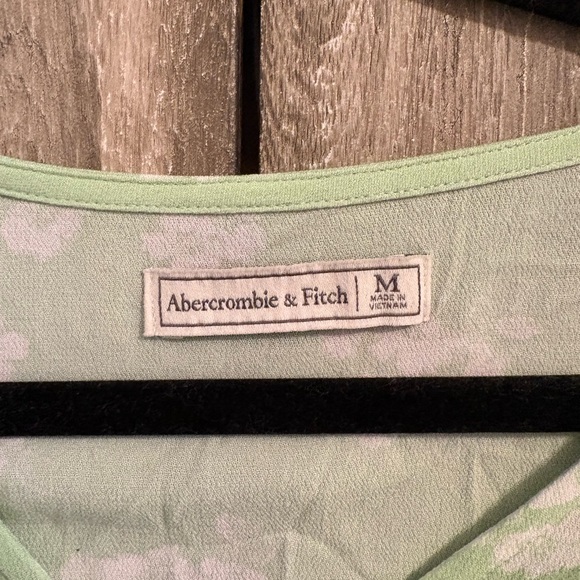 Abercrombie & Fitch
M
MADE IN
VIETNAM